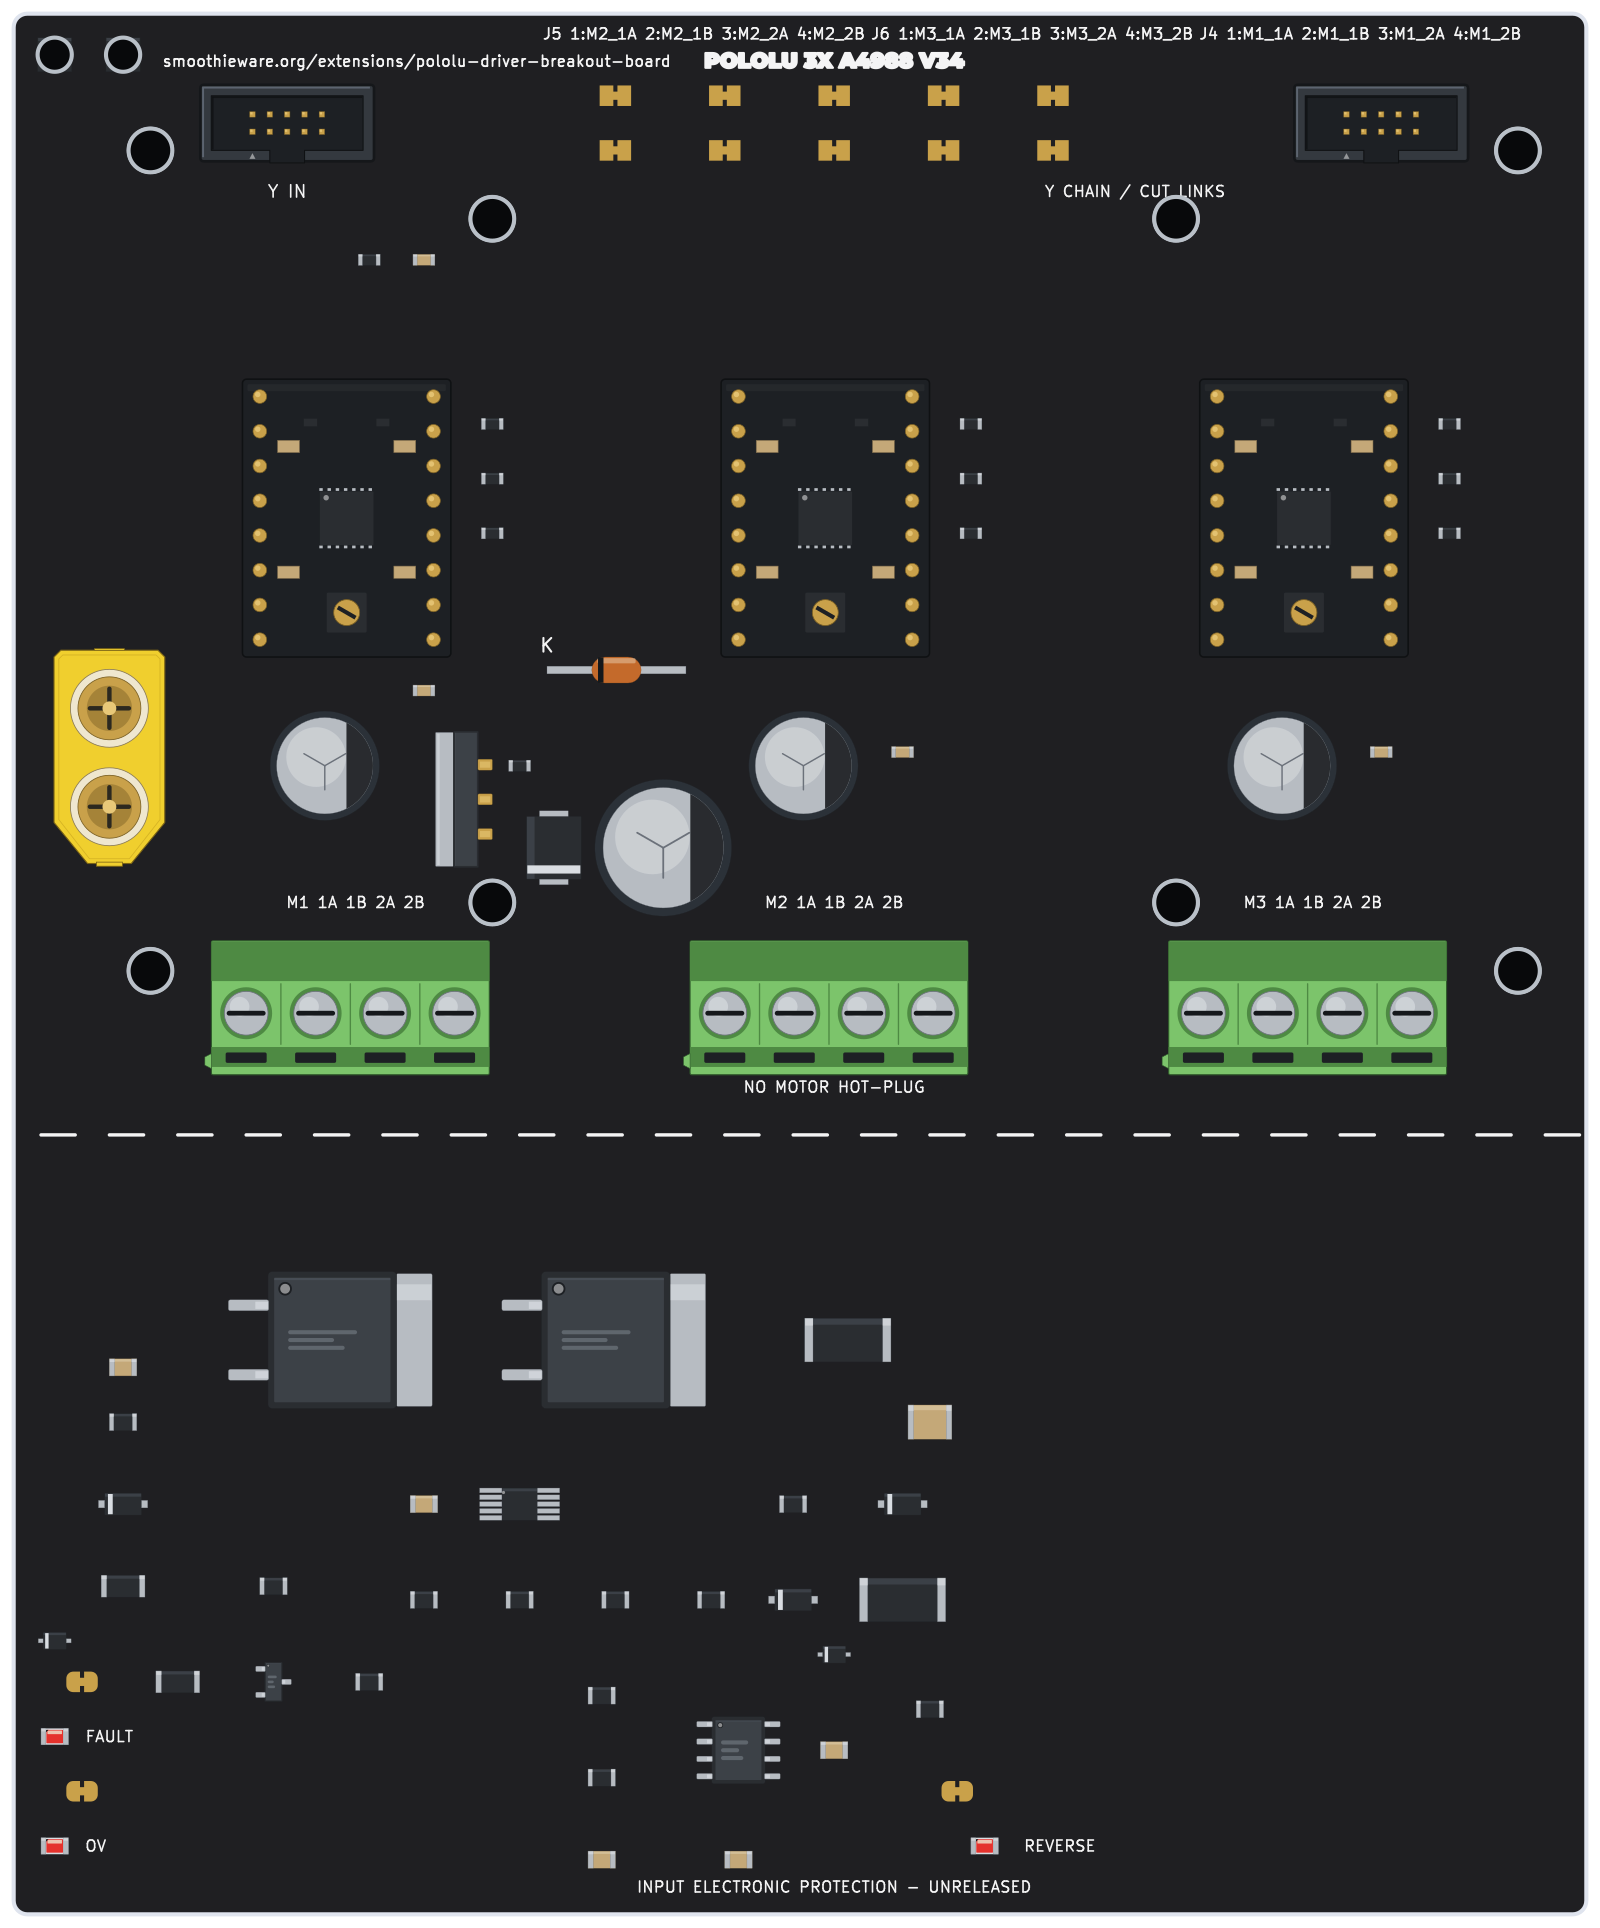 J5 1:M2_1A 2:M2_1B 3:M2_2A 4:M2_2B J6 1:M3_1A 2:M3_1B 3:M3_2A 4:M3_2B J4 1:M1_1A 2:M1_1B 3:M1_2A 4:M1_2B
smoothieware.org/extensions/pololu-driver-breakout-board POLOLU 3X A4988 V34
Y IN
Y CHAIN / CUT LINKS
K
M1 1A 1B 2A 2B
M2 1A 1B 2A 2B
M3 1A 1B 2A 2B
NO MOTOR HOT-PLUG
FAULT
OV
REVERSE
INPUT ELECTRONIC PROTECTION - UNRELEASED